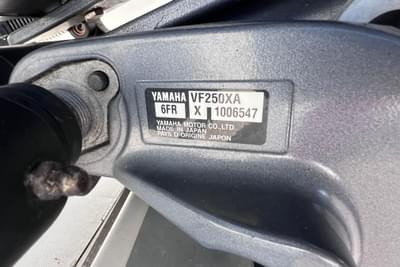 YAMAHA VF250XA
6FR X 1006547
YAMAHA MOTOR CO.,LTD.
MADE IN JAPAN
PAYS D'ORIGINE JAPON